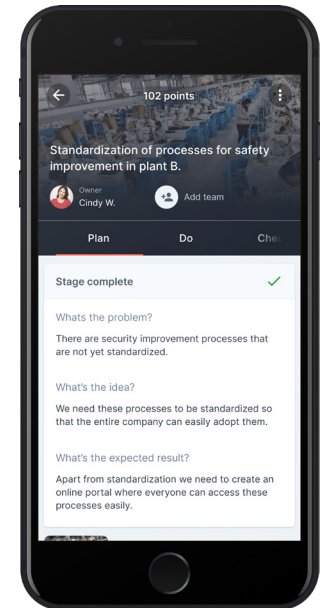 102 points
Standardization of processes for safety
improvement in plant B.
Owner
Cindy W.
Add team
Plan
Do
Chec
Stage complete
Whats the problem?
There are security improvement processes that
are not yet standardized.
What's the idea?
We need these processes to be standardized so
that the entire company can easily adopt them.
What's the expected result?
Apart from standardization we need to create an
online portal where everyone can access these
processes easily.